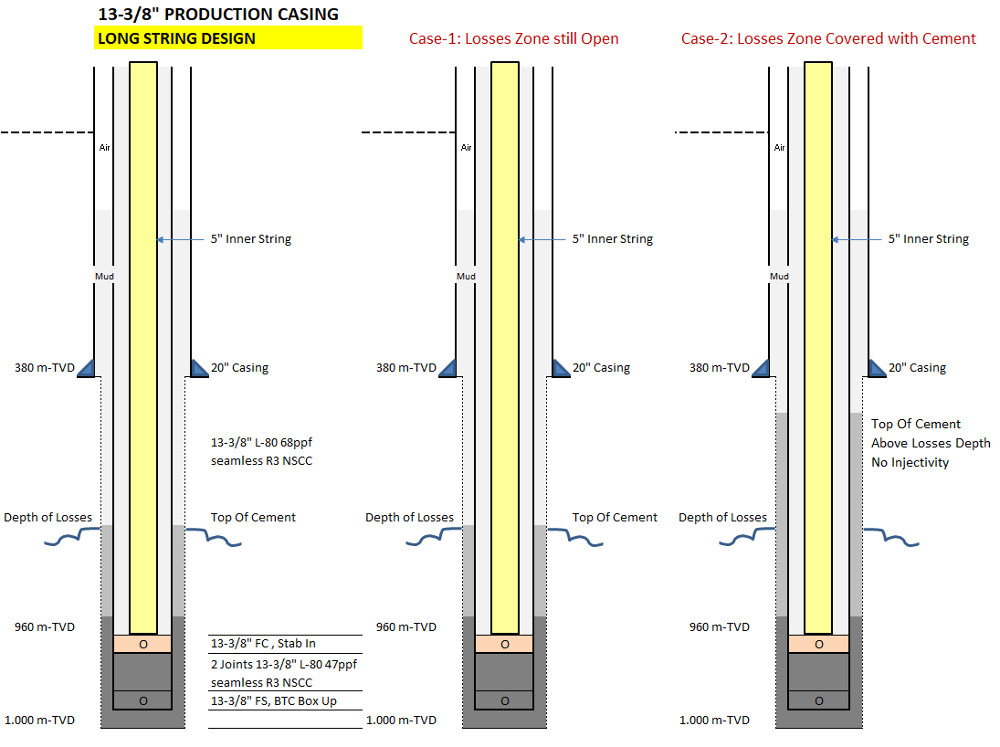 13-3/8" PRODUCTION CASING
LONG STRING DESIGN
Case-1: Losses Zone still Open
Case-2: Losses Zone Covered with Cement
Air
Air
Air
5" Inner String
5" Inner String
5" Inner String
Mud
Mud
Mud
380 m-TVD
20" Casing
380 m-TVD
20" Casing
380 m-TVD
20" Casing
13-3/8" L-80 68ppf
seamless R3 NSCC
Top Of Cement
Above Losses Depth
No Injectivity
Depth of Losses
Top Of Cement
Depth of Losses
Top Of Cement
Depth of Losses
960 m-TVD
960 m-TVD
960 m-TVD
O
13-3/8" FC , Stab In
O
O
2 Joints 13-3/8" L-80 47ppf
seamless R3 NSCC
O
13-3/8" FS, BTC Box Up
O
O
1.000 m-TVD
1.000 m-TVD
1.000 m-TVD